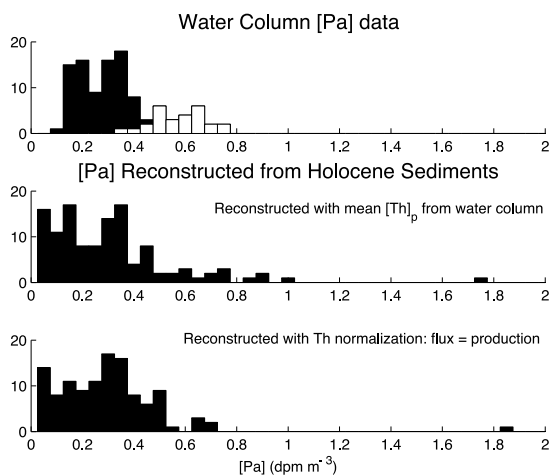 Water Column [Pa] data
20
10
0
0 0.2 0.4 0.6 0.8 1 1.2 1.4 1.6 1.8 2
[Pa] Reconstructed from Holocene Sediments
Reconstructed with mean [Th]p from water column
20
10
0
0 0.2 0.4 0.6 0.8 1 1.2 1.4 1.6 1.8 2
Reconstructed with Th normalization: flux = production
20
10
0
0 0.2 0.4 0.6 0.8 1 1.2 1.4 1.6 1.8 2
[Pa] (dpm m-3)